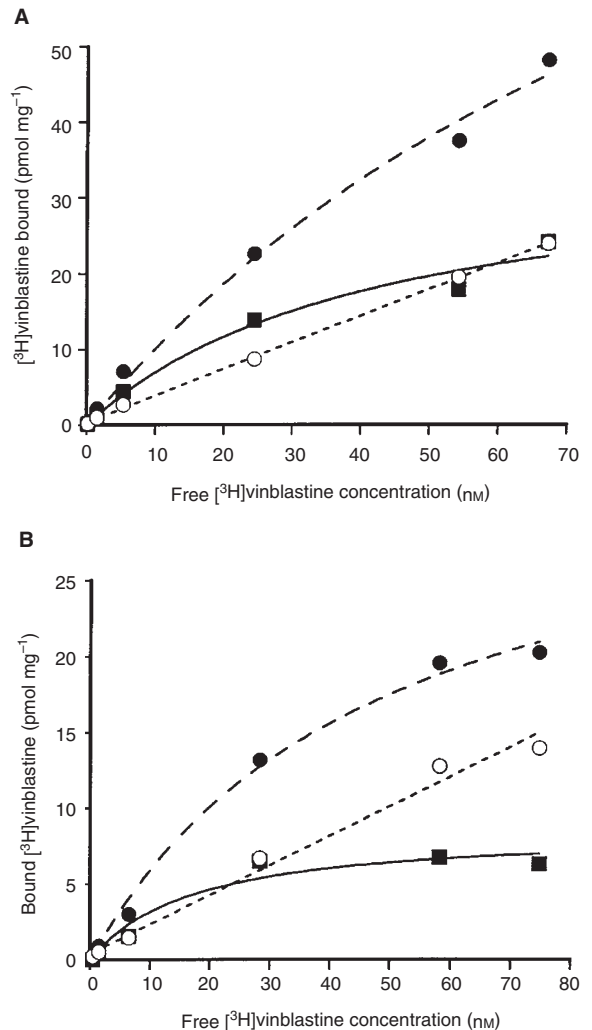 A
50
40
30
20
10
0
[³H]vinblastine bound (pmol mg⁻¹)
0 10 20 30 40 50 60 70
Free [³H]vinblastine concentration (nM)
B
25
20
15
10
5
0
Bound [³H]vinblastine (pmol mg⁻¹)
0 10 20 30 40 50 60 70 80
Free [³H]vinblastine concentration (nM)